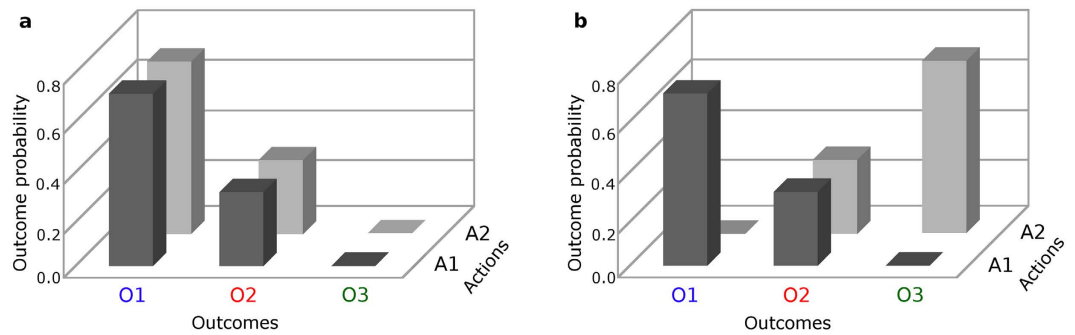 a
Outcome probability
0.8
0.6
0.4
0.2
0.0
O1
O2
O3
Outcomes
A1
A2
Actions
b
Outcome probability
0.8
0.6
0.4
0.2
0.0
O1
O2
O3
Outcomes
A1
A2
Actions